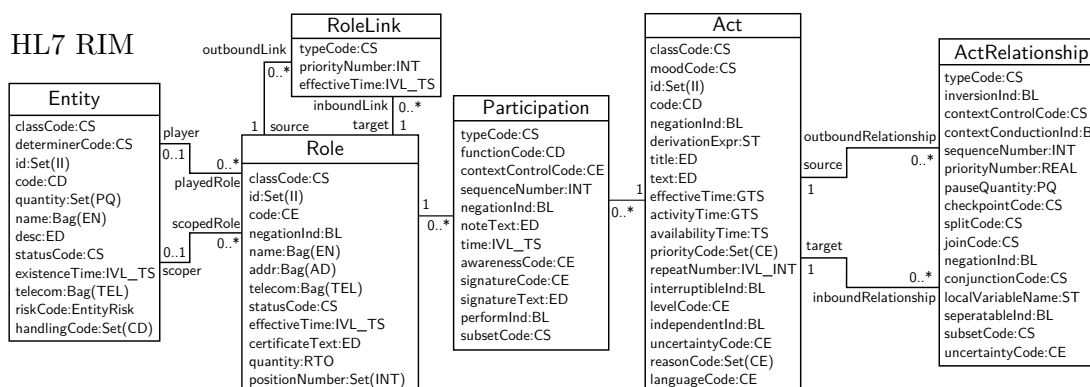 HL7 RIM
Entity
classCode:CS
determinerCode:CS
id:Set(II)
code:CD
quantity:Set(PQ)
name:Bag(EN)
desc:ED
statusCode:CS
existenceTime:IVL_TS
telecom:Bag(TEL)
riskCode:EntityRisk
handlingCode:Set(CD)
player
0..1
0..*
playedRole
scopedRole
0..1
0..*
scoper
RoleLink
typeCode:CS
priorityNumber:INT
effectiveTime:IVL_TS
outboundLink
0..*
1
source
inboundLink
0..*
target
1
Role
classCode:CS
id:Set(II)
code:CE
negationInd:BL
name:Bag(EN)
addr:Bag(AD)
telecom:Bag(TEL)
statusCode:CS
effectiveTime:IVL_TS
certificateText:ED
quantity:RTO
positionNumber:Set(INT)
1
0..*
Participation
typeCode:CS
functionCode:CD
contextControlCode:CE
sequenceNumber:INT
negationInd:BL
noteText:ED
time:IVL_TS
awarenessCode:CE
signatureCode:CE
signatureText:ED
performInd:BL
subsetCode:CS
1
0..*
Act
classCode:CS
moodCode:CS
id:Set(II)
code:CD
negationInd:BL
derivationExpr:ST
title:ED
text:ED
effectiveTime:GTS
activityTime:GTS
availabilityTime:TS
priorityCode:Set(CE)
repeatNumber:IVL_INT
interruptibleInd:BL
levelCode:CE
independentInd:BL
uncertaintyCode:CE
reasonCode:Set(CE)
languageCode:CE
outboundRelationship
source
0..*
1
target
0..*
1
inboundRelationship
ActRelationship
typeCode:CS
inversionInd:BL
contextControlCode:CS
contextConductionInd:B
sequenceNumber:INT
priorityNumber:REAL
pauseQuantity:PQ
checkpointCode:CS
splitCode:CS
joinCode:CS
negationInd:BL
conjunctionCode:CS
localVariableName:ST
seperatableInd:BL
subsetCode:CS
uncertaintyCode:CE